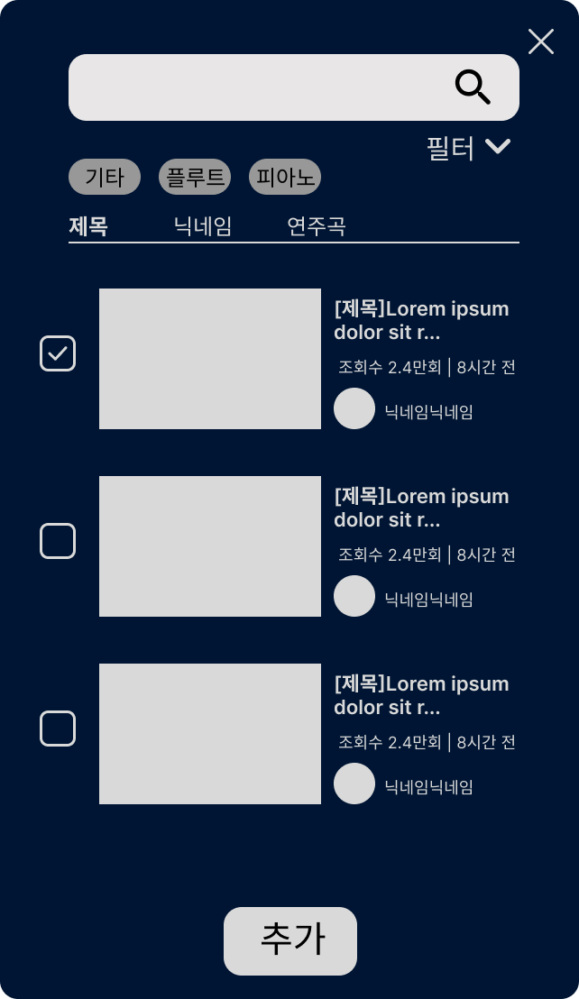 필터
기타 플루트 피아노
제목 닉네임 연주곡
[제목]Lorem ipsum
dolor sit r...
조회수 2.4만회 | 8시간 전
닉네임닉네임
[제목]Lorem ipsum
dolor sit r...
조회수 2.4만회 | 8시간 전
닉네임닉네임
[제목]Lorem ipsum
dolor sit r...
조회수 2.4만회 | 8시간 전
닉네임닉네임
추가